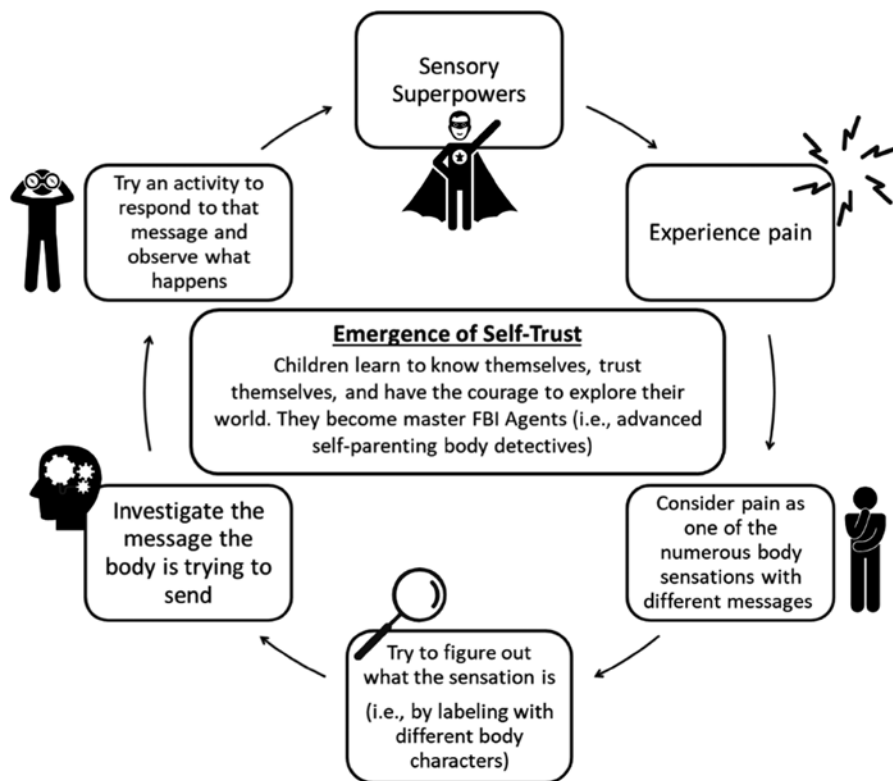 Sensory
Superpowers
Experience pain
Consider pain as
one of the
numerous body
sensations with
different messages
Try to figure out
what the sensation is
(i.e., by labeling with
different body
characters)
Investigate the
message the
body is trying to
send
Try an activity to
respond to that
message and
observe what
happens
Emergence of Self-Trust
Children learn to know themselves, trust
themselves, and have the courage to explore their
world. They become master FBI Agents (i.e., advanced
self-parenting body detectives)